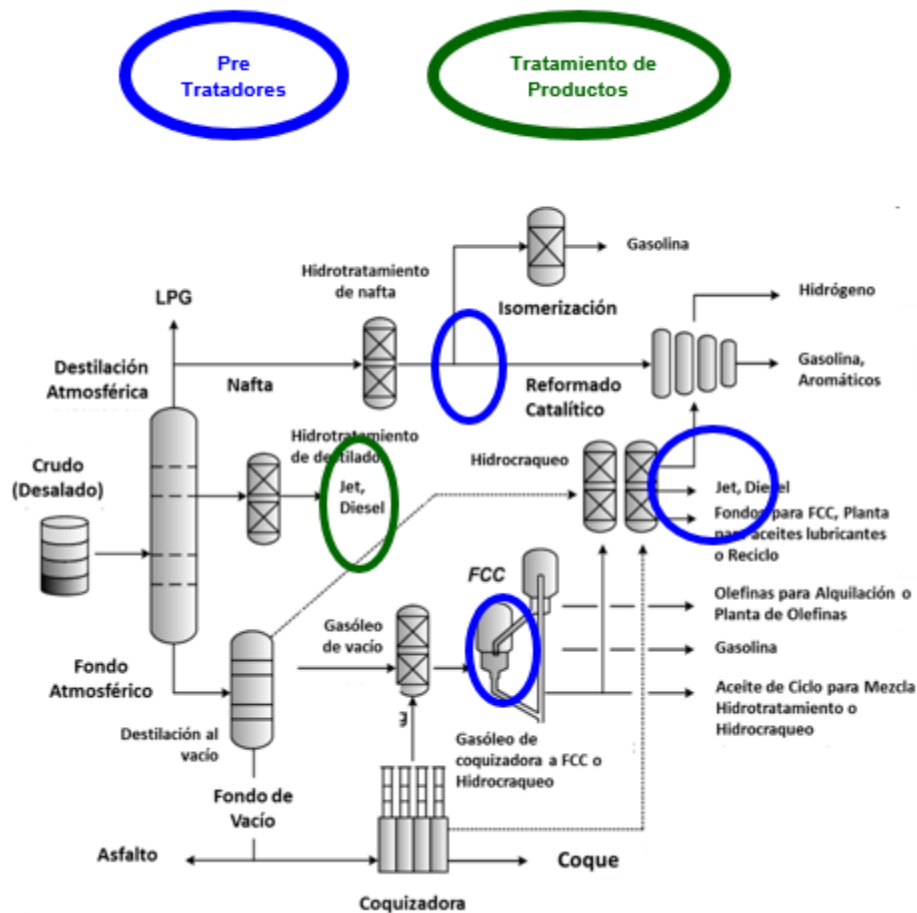 Pre
Tratadores
Tratamiento de
Productos
Gasolina
Hidrotratamiento
de nafta
LPG
Isomerización
Hidrógeno
Destilación
Atmosférica
Nafta
Reformado
Catalítico
Gasolina,
Aromáticos
Hidrotratamiento
de destilado
Hidrocraqueo
Crudo
(Desalado)
Jet,
Diesel
Jet, Diesel
Fondos para FCC, Planta
para aceites lubricantes
o Reciclo
FCC
Olefinas para Alquilación o
Planta de Olefinas
Gasóleo
de vacío
Gasolina
Fondo
Atmosférico
Aceite de Ciclo para Mezcla
Hidrotratamiento o
Hidrocraqueo
g
Destilación al
vacío
Gasóleo de
coquizadora a FCC o
Hidrocraqueo
Fondo de
Vacío
Asfalto
Coque
Coquizadora